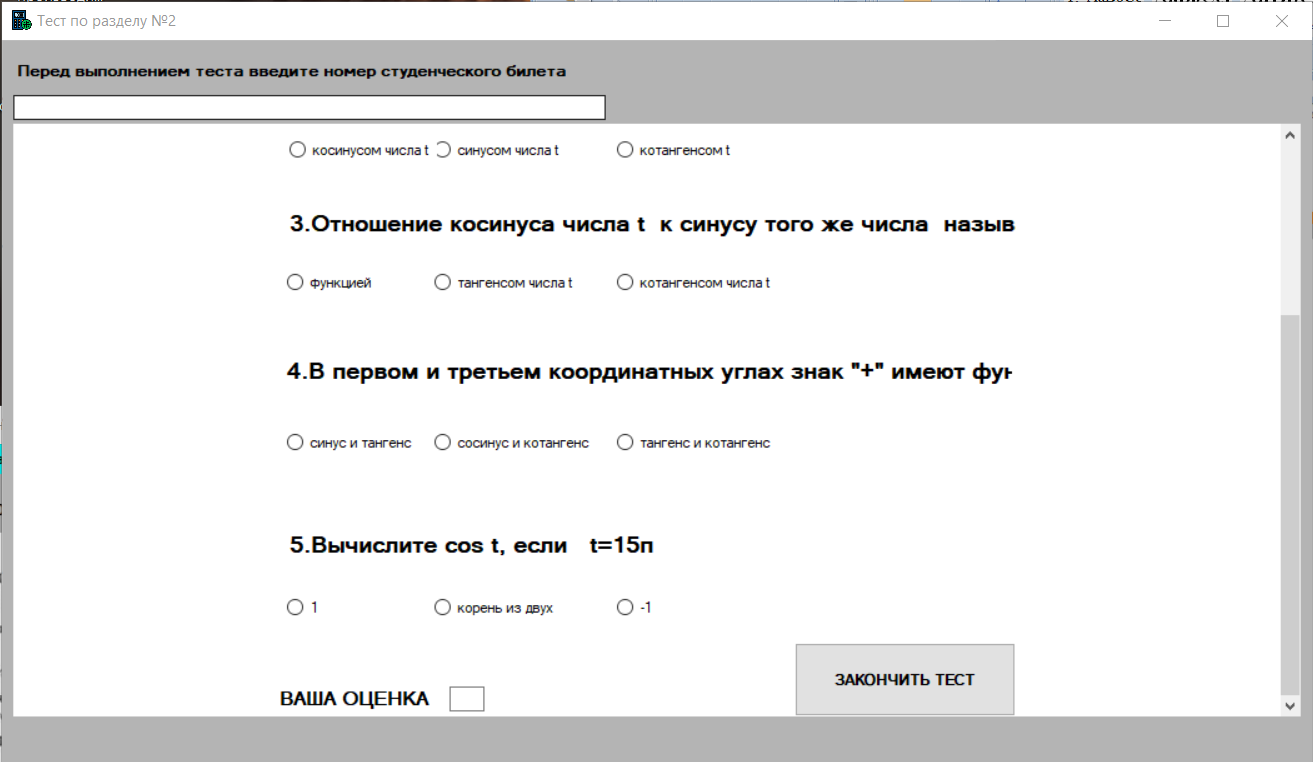 Тест по разделу №2
Перед выполнением теста введите номер студенческого билета
косинусом числа t синусом числа t котангенсом t
3.Отношение косинуса числа t к синусу того же числа назыв
функцией тангенсом числа t котангенсом числа t
4.В первом и третьем координатных углах знак "+" имеют фун
синус и тангенс сосинус и котангенс тангенс и котангенс
5.Вычислите cos t, если t=15п
1 корень из двух -1
ЗАКОНЧИТЬ ТЕСТ
ВАША ОЦЕНКА